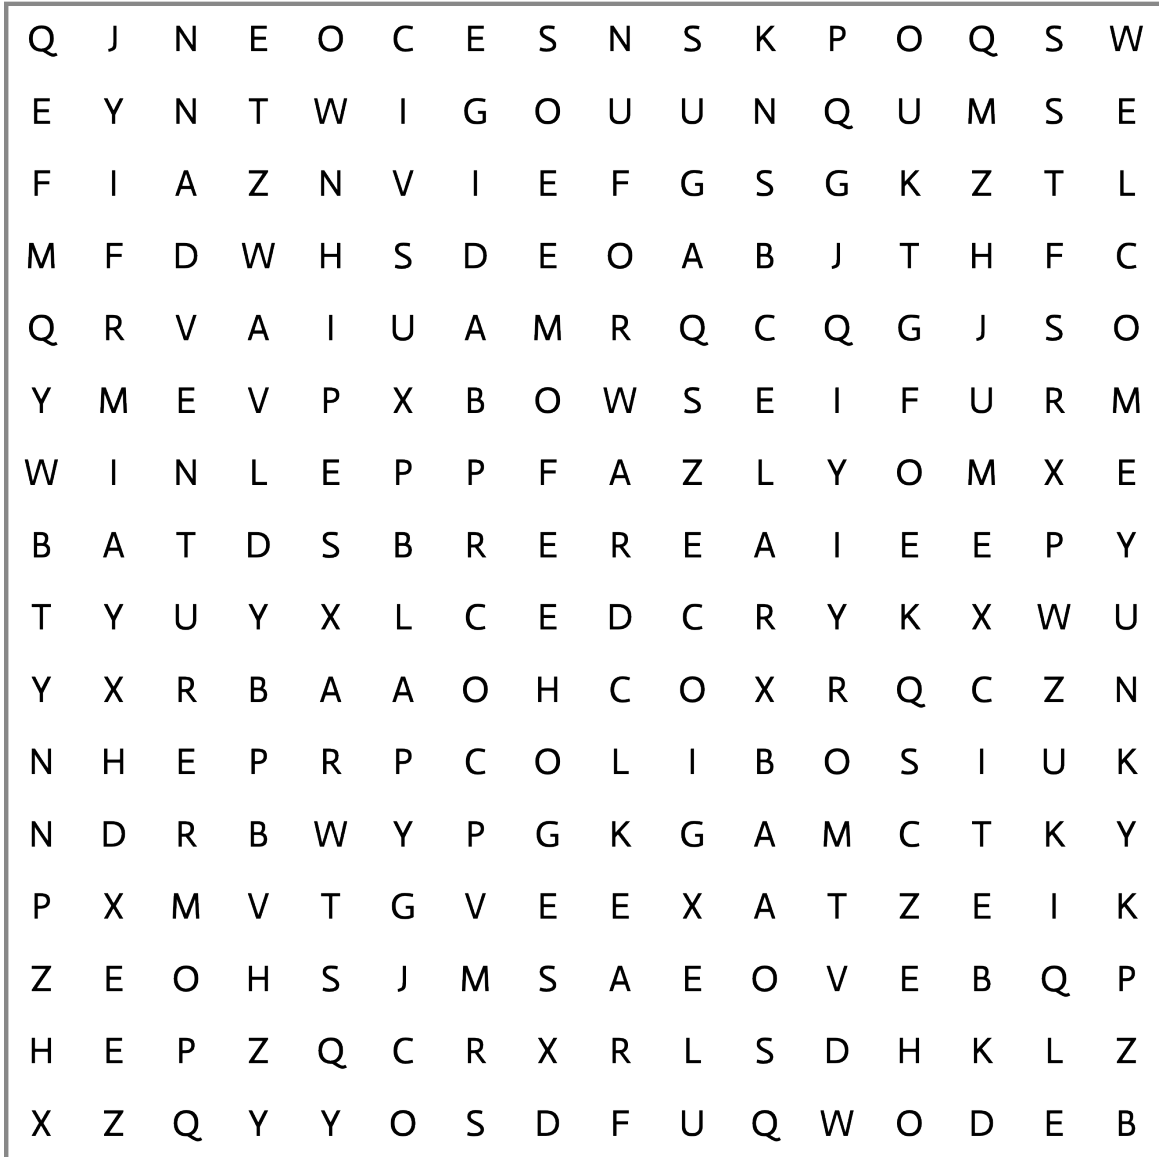 Q J N E O C E S N S K P O Q S W
E Y N T W I G O U U N Q U M S E
F I A Z N V I E F G S G K Z T L
M F D W H S D E O A B J T H F C
Q R V A I U A M R Q C Q G J S O
Y M E V P X B O W S E I F U R M
W I N L E P P F A Z L Y O M X E
B A T D S B R E R E A I E E P Y
T Y U Y X L C E D C R Y K X W U
Y X R B A A O H C O X R Q C Z N
N H E P R P C O L I B O S I U K
N D R B W Y P G K G A M C T K Y
P X M V T G V E E X A T Z E I K
Z E O H S J M S A E O V E B Q P
H E P Z Q C R X R L S D H K L Z
X Z Q Y Y O S D F U Q W O D E B